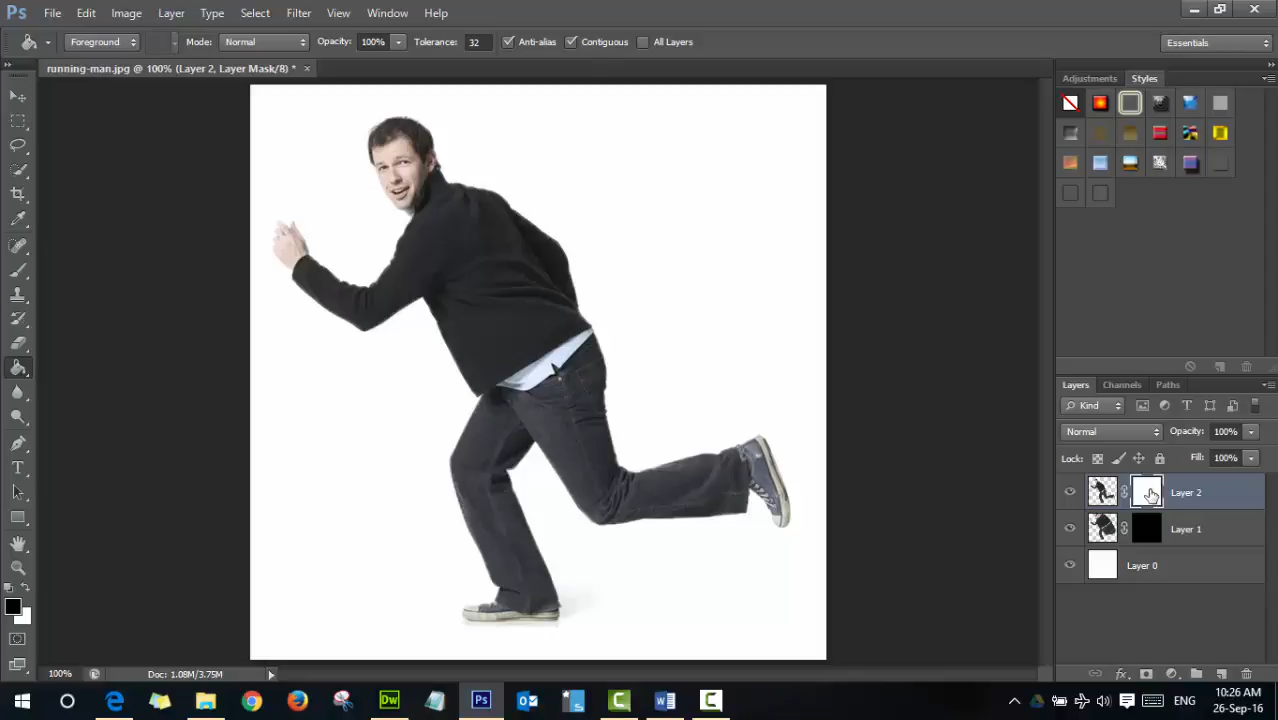 Ps File Edit Image Layer Type Select Filter View Window Help
Foreground Mode: Normal Opacity: 100% Tolerance: 32 Anti-alias Contiguous All Layers Essentials
running-man.jpg @ 100% (Layer 2, Layer Mask/8) * ×
Adjustments Styles
Layers Channels Paths
Kind
Normal Opacity: 100%
Lock: Fill: 100%
Layer 2
Layer 1
Layer 0
100% Doc: 1.08M/3.75M
Dw Ps ENG 10:26 AM
26-Sep-16